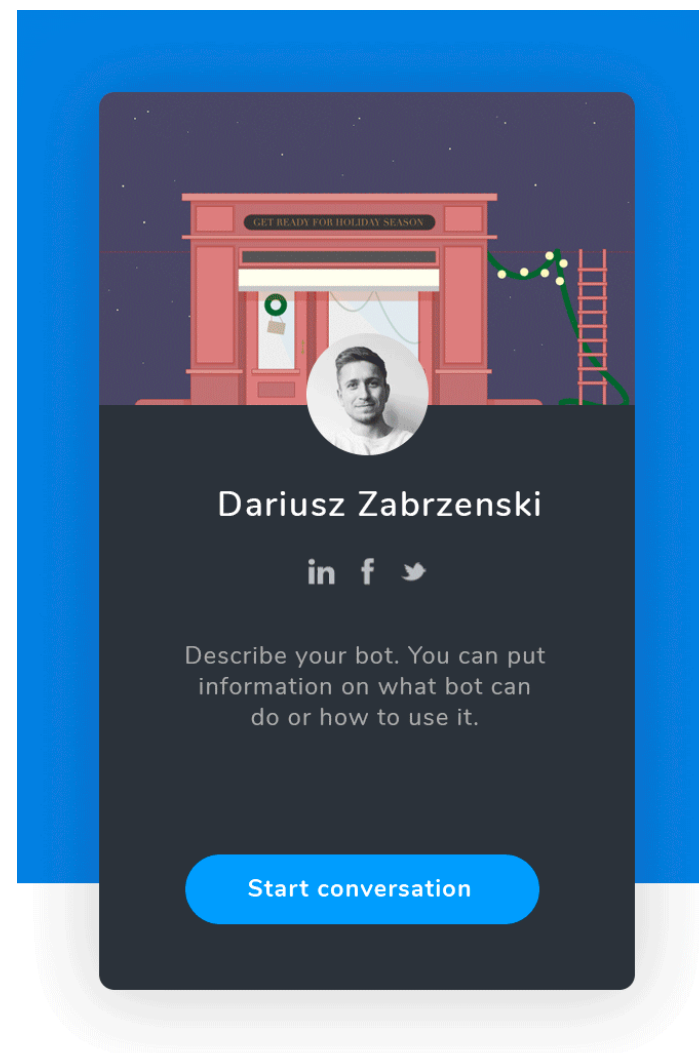 GET READY FOR HOLIDAY SEASON
Dariusz Zabrzenski
in f
Describe your bot. You can put
information on what bot can
do or how to use it.
Start conversation